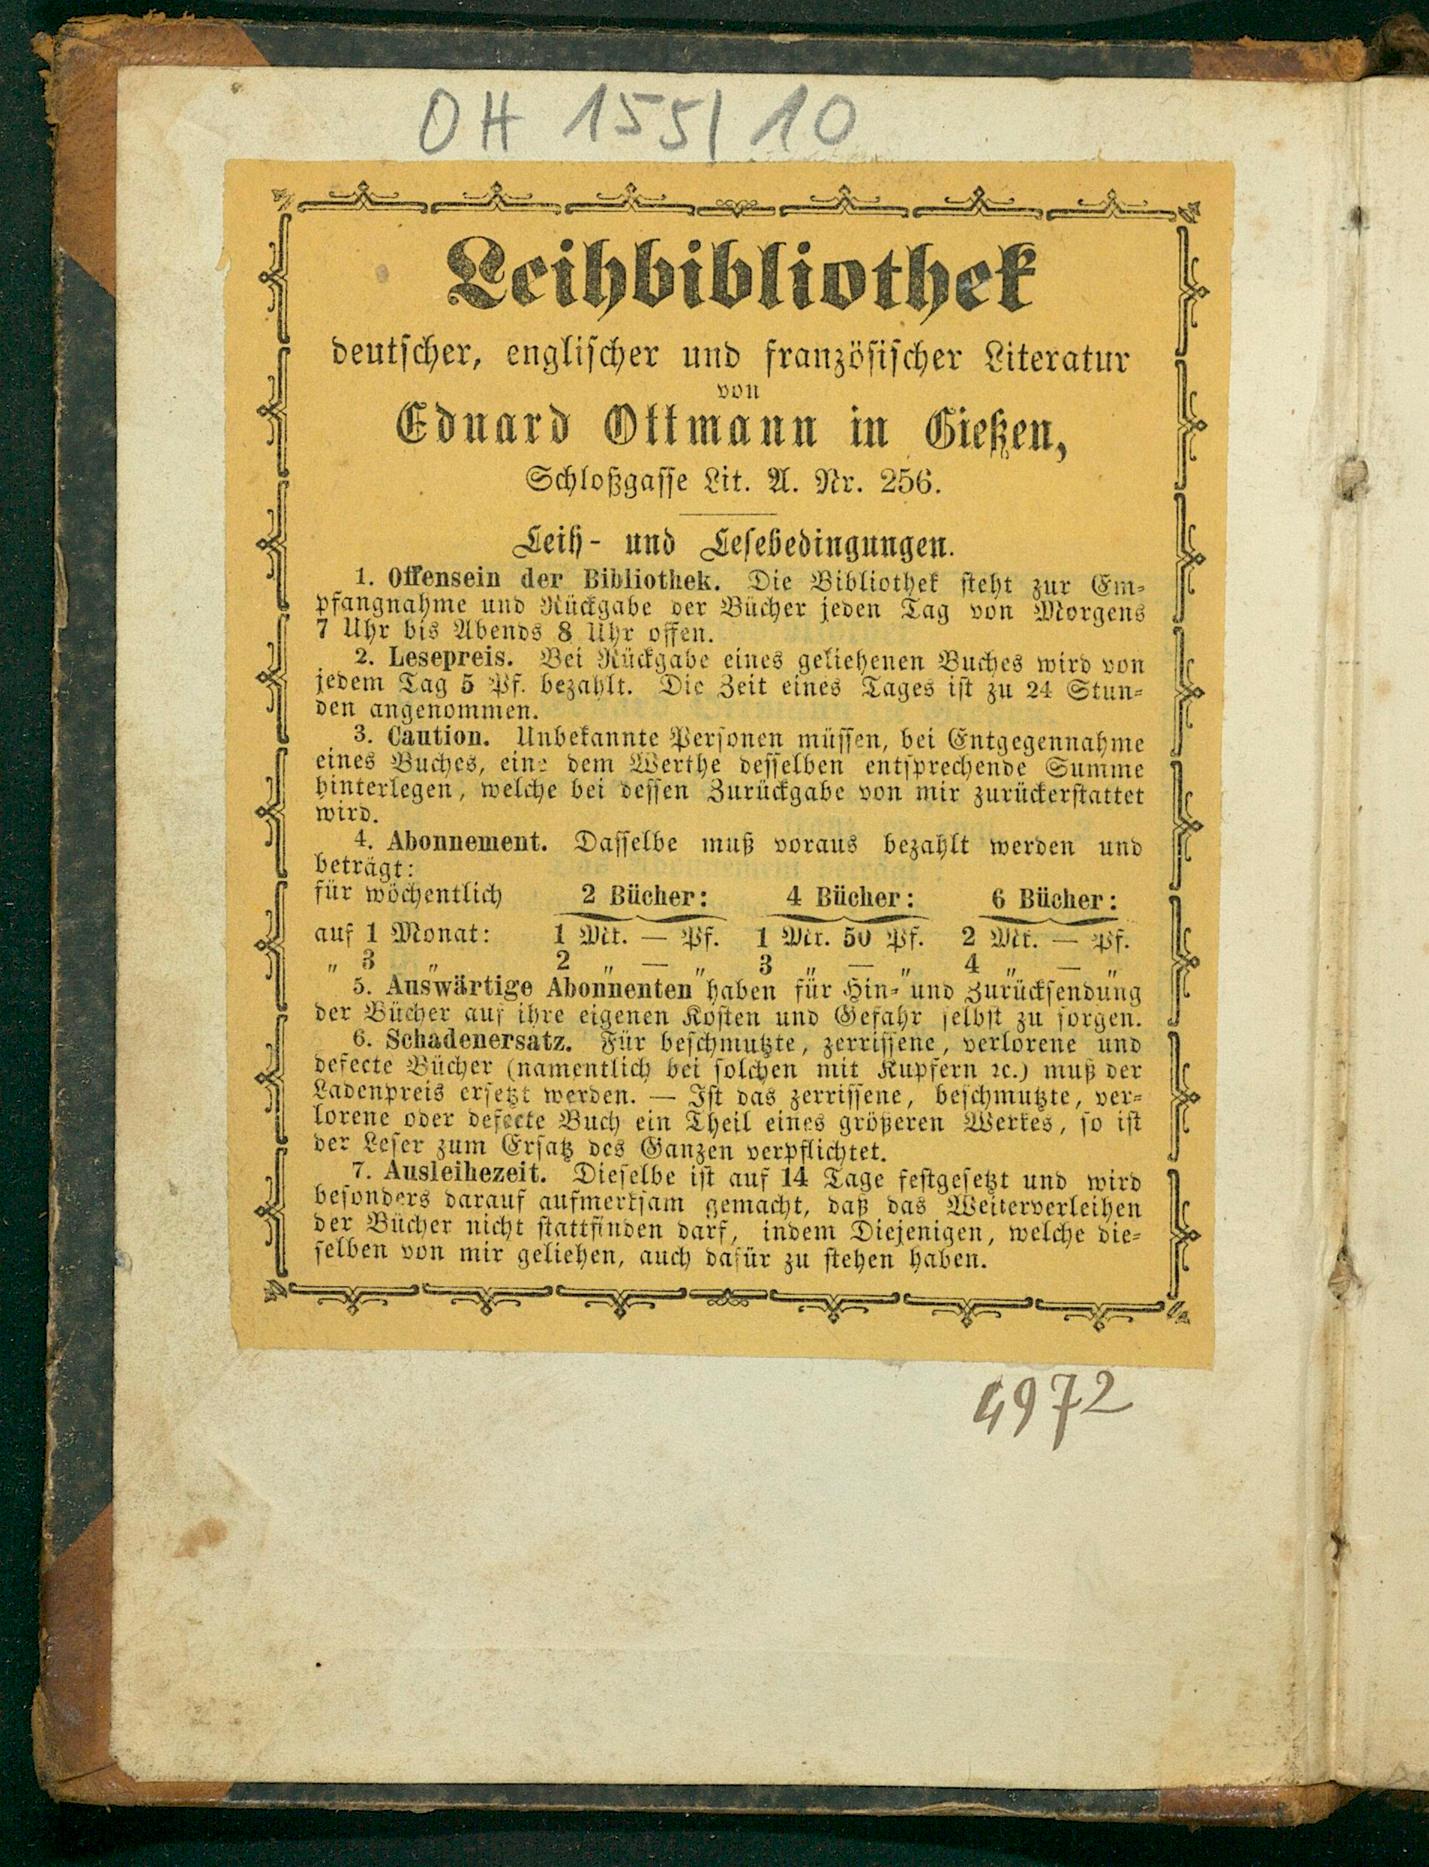 OH 155/10
Leihbibliothek
deutscher, englischer und französischer Literatur
von
Eduard Ottmann in Gießen,
Schloßgasse Lit. A. Nr. 256.
Leih- und Lesebedingungen.
1. Offensein der Bibliothek. Die Bibliothek steht zur Em-
pfangnahme und Rückgabe der Bücher jeden Tag von Morgens
7 Uhr bis Abends 8 Uhr offen.
2. Lesepreis. Bei Rückgabe eines geliehenen Buches wird von
jedem Tag 5 Pf. bezahlt. Die Zeit eines Tages ist zu 24 Stun-
den angenommen.
3. Caution. Unbekannte Personen müssen, bei Entgegennahme
eines Buches, eine dem Werthe desselben entsprechende Summe
hinterlegen, welche bei dessen Zurückgabe von mir zurückerstattet
wird.
4. Abonnement. Dasselbe muß voraus bezahlt werden und
beträgt:
für wöchentlich 2 Bücher: 4 Bücher: 6 Bücher:
auf 1 Monat: 1 Mk. — Pf. 1 Mk. 50 Pf. 2 Mk. — Pf.
„ 3 „ 2 „ — „ 3 „ — „ 4 „ — „
5. Auswärtige Abonnenten haben für Hin- und Zurücksendung
der Bücher auf ihre eigenen Kosten und Gefahr selbst zu sorgen.
6. Schadenersatz. Für beschmutzte, zerrissene, verlorene und
defecte Bücher (namentlich bei solchen mit Kupfern ꝛc.) muß der
Ladenpreis ersetzt werden. — Ist das zerrissene, beschmutzte, ver-
lorene oder defecte Buch ein Theil eines größeren Werkes, so ist
der Leser zum Ersatz des Ganzen verpflichtet.
7. Ausleihezeit. Dieselbe ist auf 14 Tage festgesetzt und wird
besonders darauf aufmerksam gemacht, daß das Weiterverleihen
der Bücher nicht stattfinden darf, indem Diejenigen, welche die-
selben von mir geliehen, auch dafür zu stehen haben.
4972